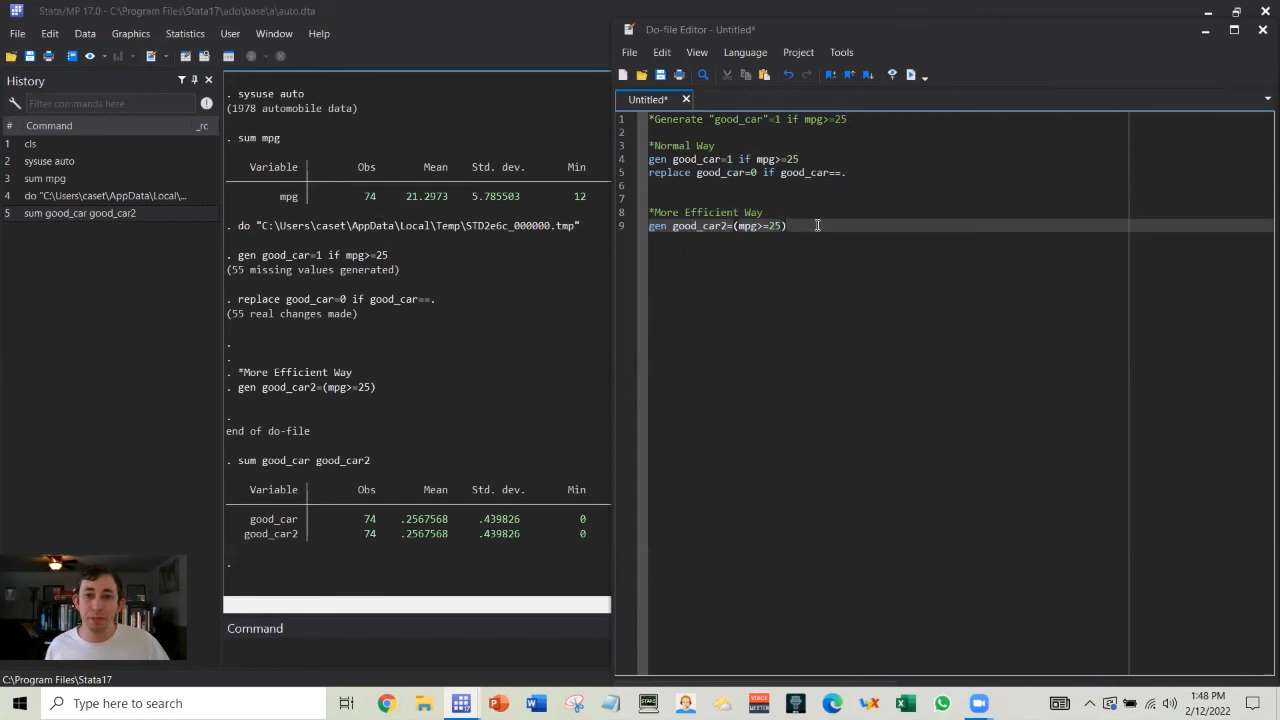 Stata/MP 17.0 - C:\Program Files\Stata17\ado\base\a\auto.dta
File Edit Data Graphics Statistics User Window Help
History
Filter commands here
# Command _rc
1 cls
2 sysuse auto
3 sum mpg
4 do "C:\Users\caset\AppData\Local\...
5 sum good_car good_car2
. sysuse auto
(1978 automobile data)
. sum mpg
Variable Obs Mean Std. dev. Min
mpg 74 21.2973 5.785503 12
. do "C:\Users\caset\AppData\Local\Temp\STD2e6c_000000.tmp"
. gen good_car=1 if mpg>=25
(55 missing values generated)
. replace good_car=0 if good_car==.
(55 real changes made)
.
.
. *More Efficient Way
. gen good_car2=(mpg>=25)
.
end of do-file
. sum good_car good_car2
Variable Obs Mean Std. dev. Min
good_car 74 .2567568 .439826 0
good_car2 74 .2567568 .439826 0
.
Command
C:\Program Files\Stata17
Do-file Editor - Untitled*
File Edit View Language Project Tools
Untitled*
1 *Generate "good_car"=1 if mpg>=25
2
3 *Normal Way
4 gen good_car=1 if mpg>=25
5 replace good_car=0 if good_car==.
6
7
8 *More Efficient Way
9 gen good_car2=(mpg>=25)
Type here to search
1:48 PM
2/12/2022